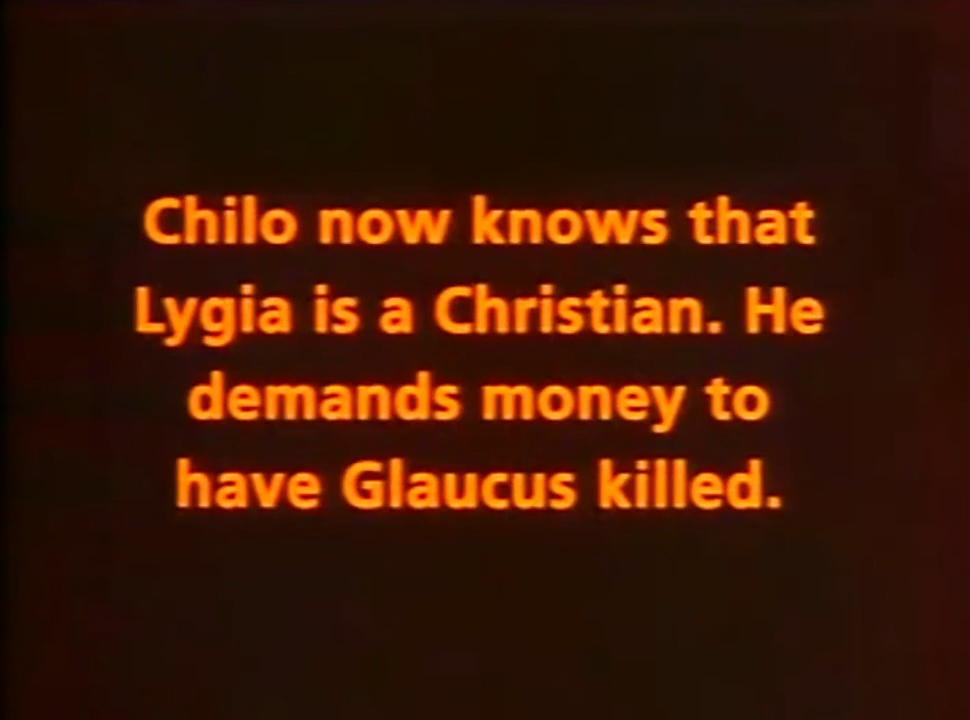 Chilo now knows that
Lygia is a Christian. He
demands money to
have Glaucus killed.